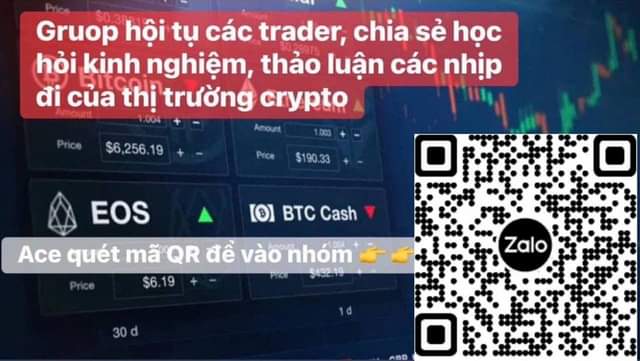 Gruop hội tụ các trader, chia sẻ học
hỏi kinh nghiệm, thảo luận các nhịp
đi của thị trường crypto
Bitcoin
1.004 + -
Amount
1.003 + -
Price $6,256.19 + -
Price $190.33 + -
EOS
BTC Cash
Zalo
Ace quét mã QR để vào nhóm 👉👉
Price $6.19 + -
Price $432.19
30 d
1 d